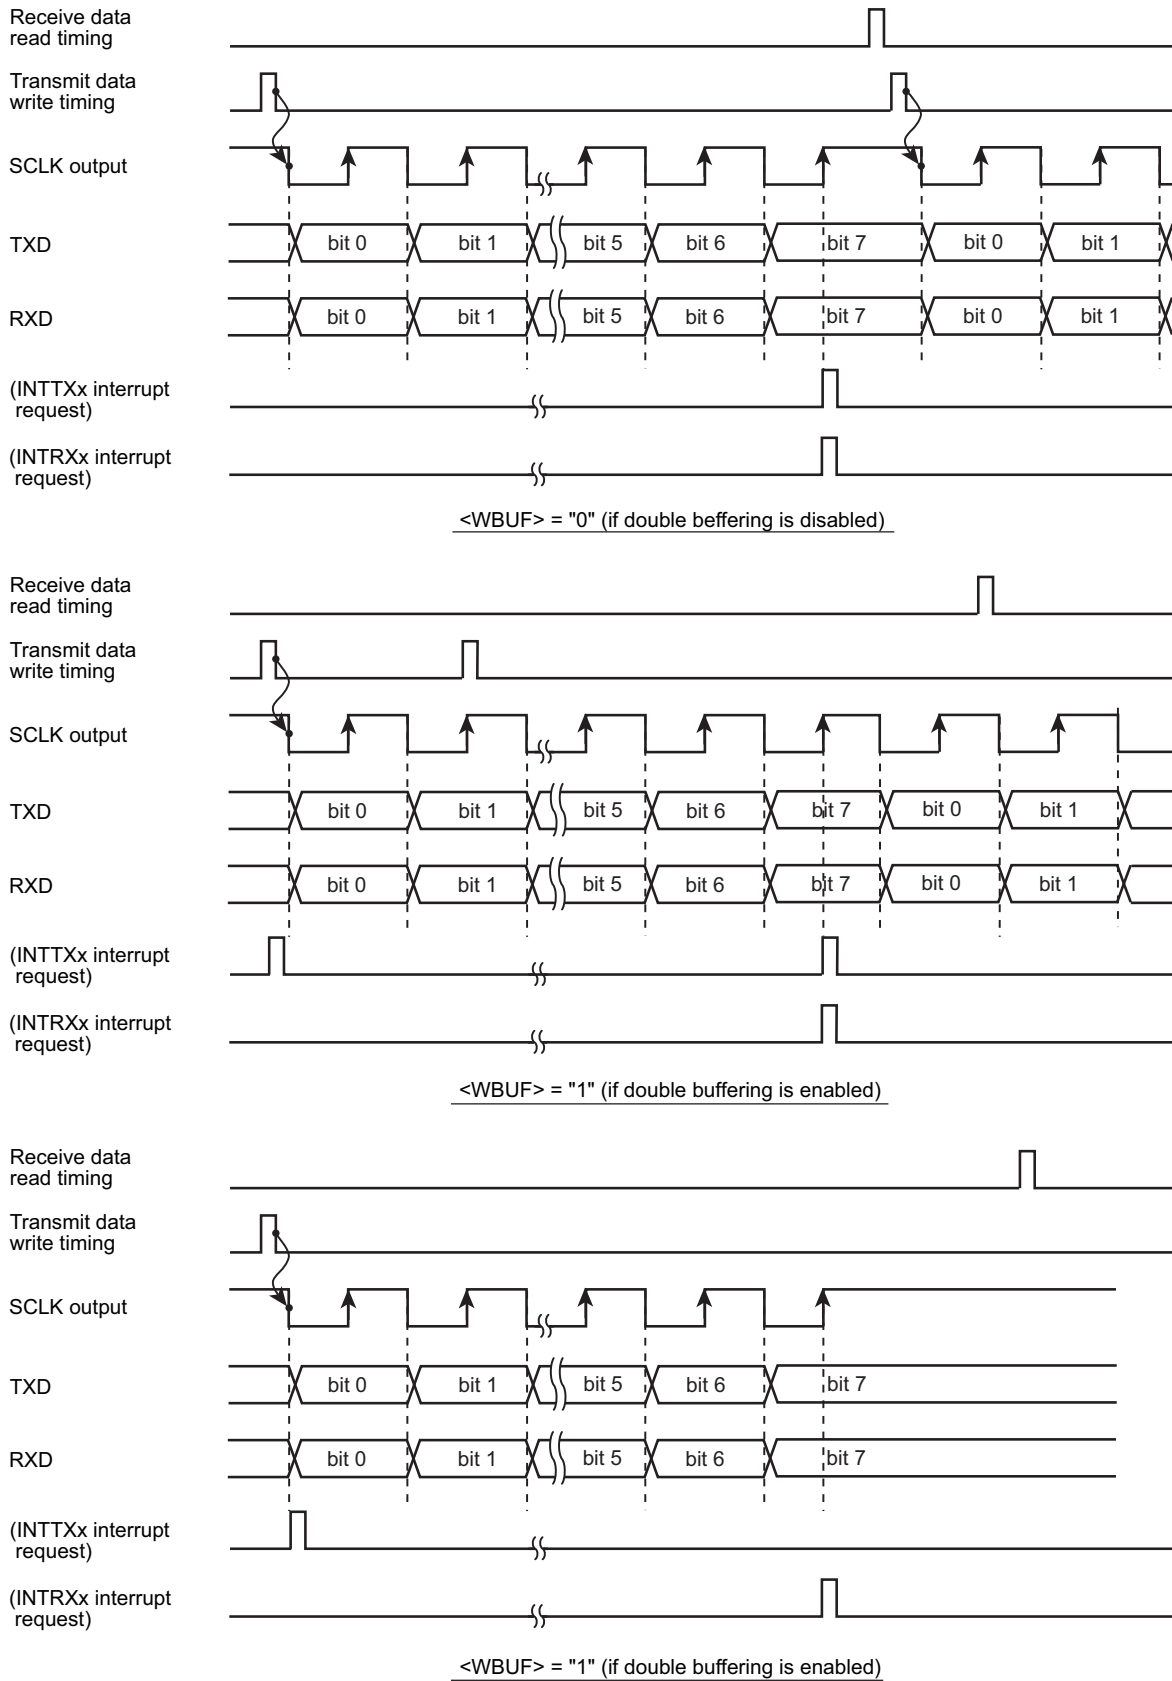 Receive data
read timing
Transmit data
write timing
SCLK output
TXD
bit 0 bit 1 bit 5 bit 6 bit 7 bit 0 bit 1
RXD
bit 0 bit 1 bit 5 bit 6 bit 7 bit 0 bit 1
(INTTXx interrupt
request)
(INTRXx interrupt
request)
<WBUF> = "0" (if double beffering is disabled)
Receive data
read timing
Transmit data
write timing
SCLK output
TXD
bit 0 bit 1 bit 5 bit 6 bit 7 bit 0 bit 1
RXD
bit 0 bit 1 bit 5 bit 6 bit 7 bit 0 bit 1
(INTTXx interrupt
request)
(INTRXx interrupt
request)
<WBUF> = "1" (if double buffering is enabled)
Receive data
read timing
Transmit data
write timing
SCLK output
TXD
bit 0 bit 1 bit 5 bit 6 bit 7
RXD
bit 0 bit 1 bit 5 bit 6 bit 7
(INTTXx interrupt
request)
(INTRXx interrupt
request)
<WBUF> = "1" (if double buffering is enabled)